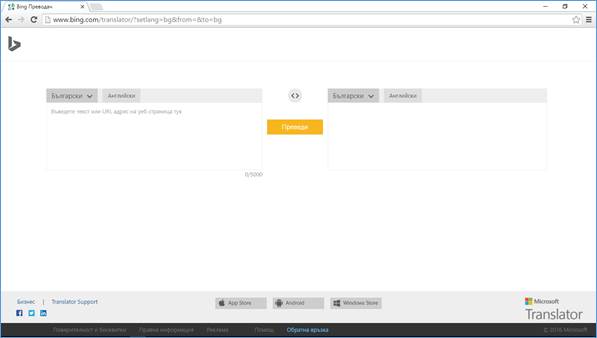 Bing Преводач
www.bing.com/translator/?setlang=bg&from=&to=bg
Български Английски Български Английски
Въведете текст или URL адрес на уеб страница тук
Преведи
0/5000
Бизнес | Translator Support
App Store Android Windows Store
Microsoft
Translator
Поверителност и бисквитки Правна информация Реклама Помощ Обратна връзка © 2016 Microsoft